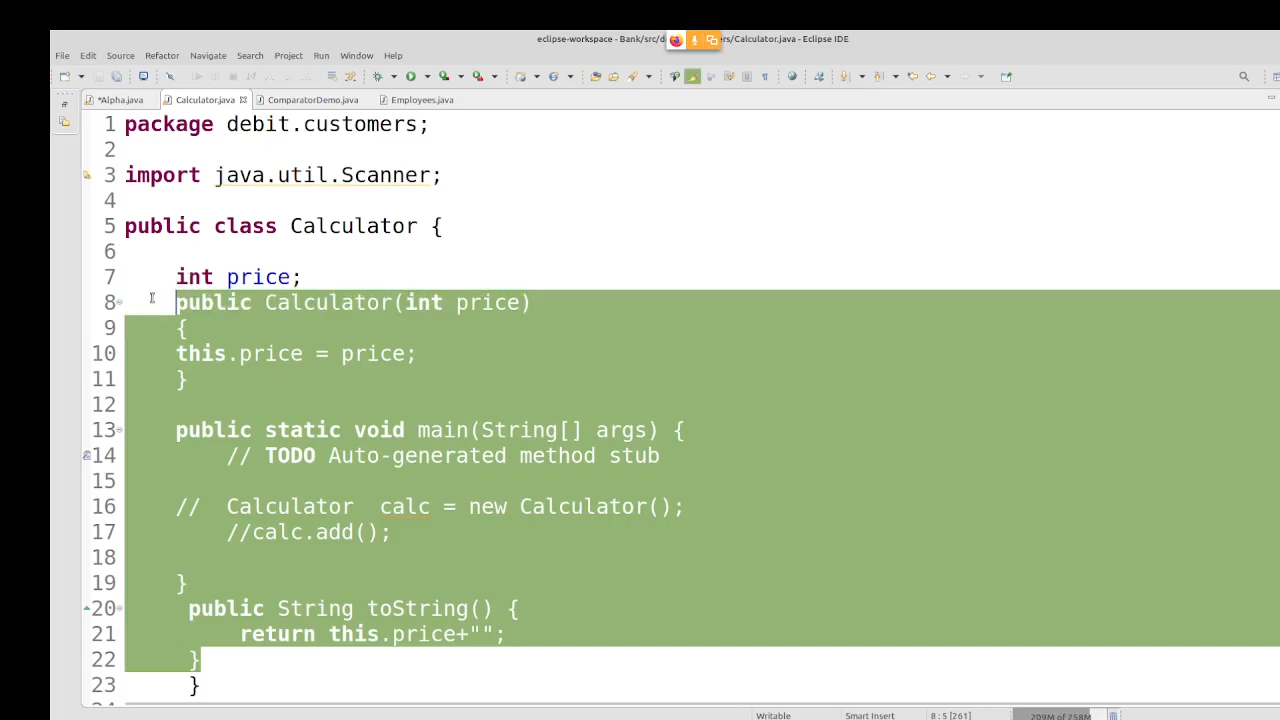 eclipse-workspace - Bank/src/d rs/Calculator.java - Eclipse IDE
File Edit Source Refactor Navigate Search Project Run Window Help
*Alpha.java Calculator.java ComparatorDemo.java Employees.java
1 package debit.customers;
2
3 import java.util.Scanner;
4
5 public class Calculator {
6
7 int price;
8 public Calculator(int price)
9 {
10 this.price = price;
11 }
12
13 public static void main(String[] args) {
14 // TODO Auto-generated method stub
15
16 // Calculator calc = new Calculator();
17 //calc.add();
18
19 }
20 public String toString() {
21 return this.price+"";
22 }
23 }
Writable Smart Insert 8 : 5 [261] 209M of 258M